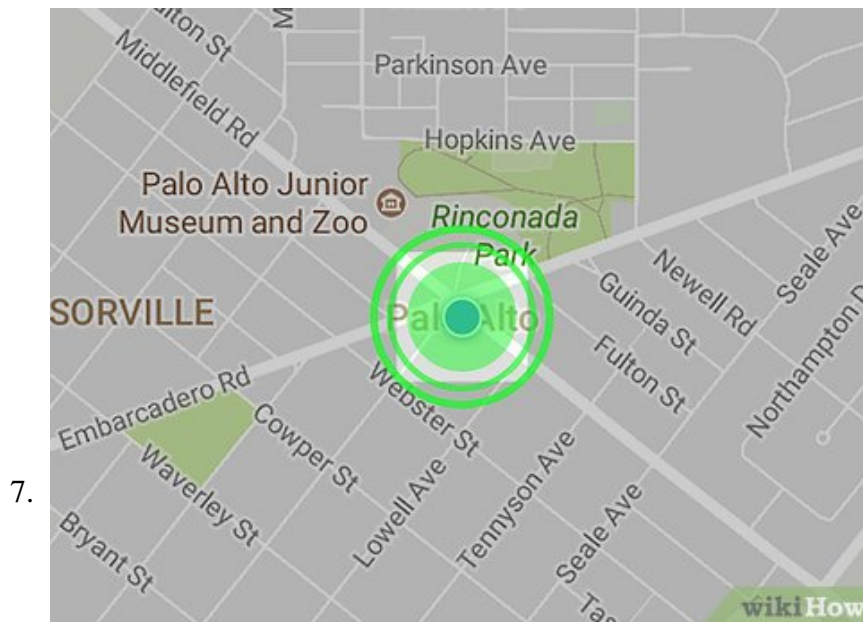 Middlefield Rd
Parkinson Ave
Hopkins Ave
Palo Alto Junior
Museum and Zoo
Rinconada
Park
SORVILLE
Seale Ave
Newell Rd
Guinda St
Fulton St
Northampton D
Embarcadero Rd
Webster St
Cowper St
Waverley St
Lowell Ave
Tennyson Ave
Seale Ave
Bryant St
7.
wikiHow